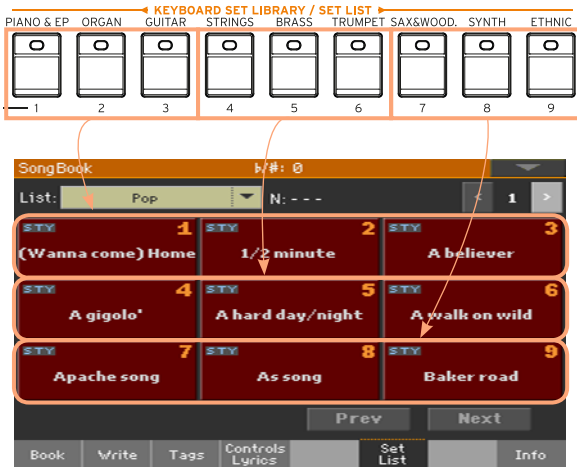 KEYBOARD SET LIBRARY / SET LIST
PIANO & EP ORGAN GUITAR STRINGS BRASS TRUMPET SAX&WOOD. SYNTH ETHNIC
1 2 3 4 5 6 7 8 9
SongBook ♭/#: 0
List: Pop N: - - - < 1 >
STY 1 STY 2 STY 3
(Wanna come) Home 1/2 minute A believer
STY 4 STY 5 STY 6
A gigolo' A hard day/night A walk on wild
STY 7 STY 8 STY 9
Apache song As song Baker road
Prev Next
Book Write Tags Controls Lyrics Set List Info